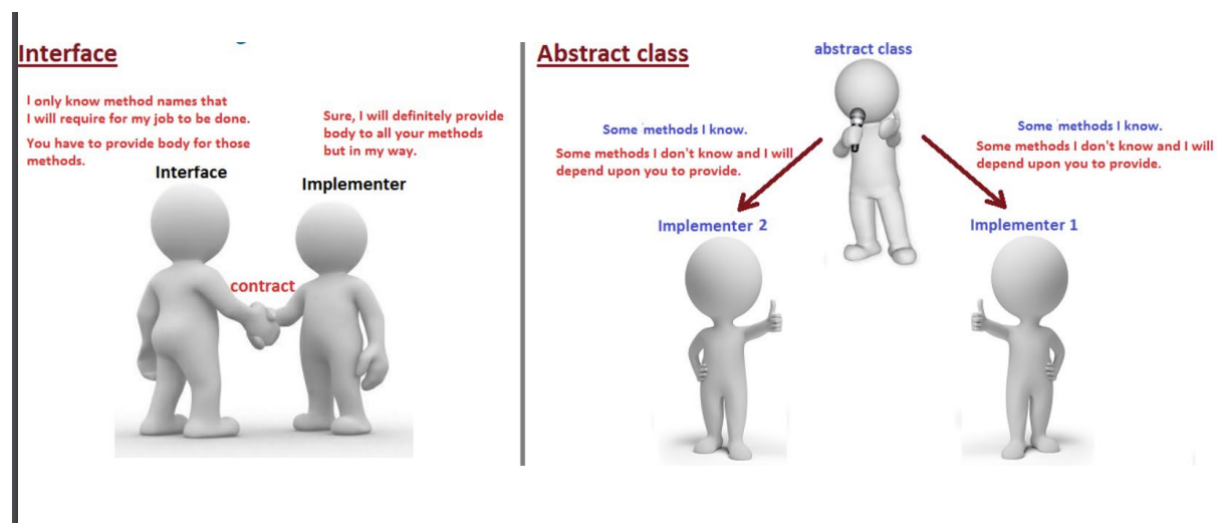 Interface
I only know method names that
I will require for my job to be done.
You have to provide body for those
methods.
Sure, I will definitely provide
body to all your methods
but in my way.
Interface
Implementer
contract
Abstract class
abstract class
Some methods I know.
Some methods I don't know and I will
depend upon you to provide.
Some methods I know.
Some methods I don't know and I will
depend upon you to provide.
Implementer 2
Implementer 1